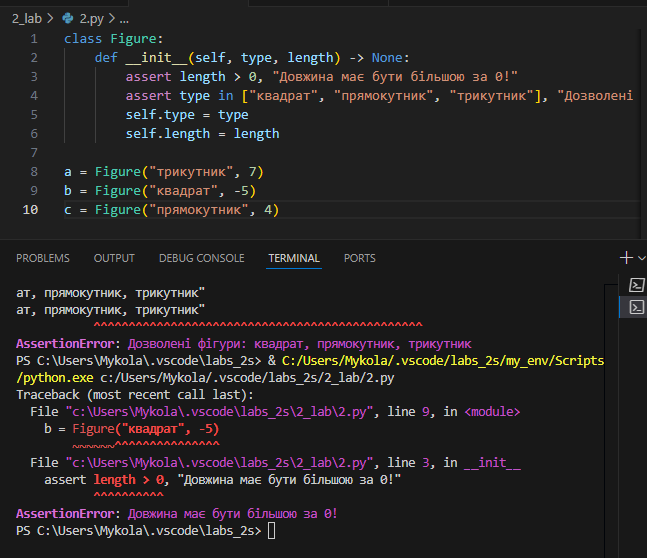 2_lab > 2.py > ...
1 class Figure:
2 def __init__(self, type, length) -> None:
3 assert length > 0, "Довжина має бути більшою за 0!"
4 assert type in ["квадрат", "прямокутник", "трикутник"], "Дозволені
5 self.type = type
6 self.length = length
7
8 a = Figure("трикутник", 7)
9 b = Figure("квадрат", -5)
10 c = Figure("прямокутник", 4)
PROBLEMS OUTPUT DEBUG CONSOLE TERMINAL PORTS
ат, прямокутник, трикутник"
ат, прямокутник, трикутник"
^^^^^^^^^^^^^^^^^^^^^^^^^^^^^^^^^^^^^^^^^^^^^
AssertionError: Дозволені фігури: квадрат, прямокутник, трикутник
PS C:\Users\Mykola\.vscode\labs_2s> & C:/Users/Mykola/.vscode/labs_2s/my_env/Scripts
/python.exe c:/Users/Mykola/.vscode/labs_2s/2_lab/2.py
Traceback (most recent call last):
File "c:\Users\Mykola\.vscode\labs_2s\2_lab\2.py", line 9, in <module>
b = Figure("квадрат", -5)
~~~~~~^^^^^^^^^^^^^^^
File "c:\Users\Mykola\.vscode\labs_2s\2_lab\2.py", line 3, in __init__
assert length > 0, "Довжина має бути більшою за 0!"
^^^^^^^^^^
AssertionError: Довжина має бути більшою за 0!
PS C:\Users\Mykola\.vscode\labs_2s>